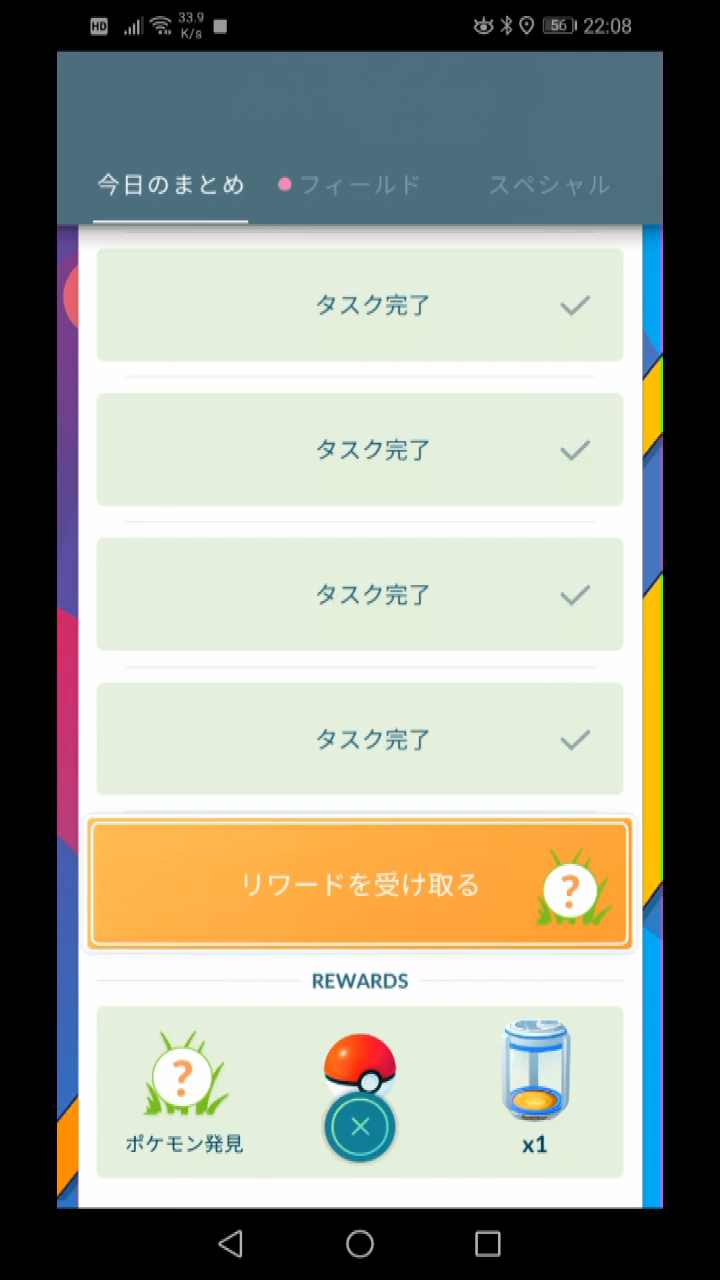 HD 33.9 K/s 56 22:08
今日のまとめ フィールド スペシャル
タスク完了
タスク完了
タスク完了
タスク完了
リワードを受け取る ?
REWARDS
?
ポケモン発見 x1